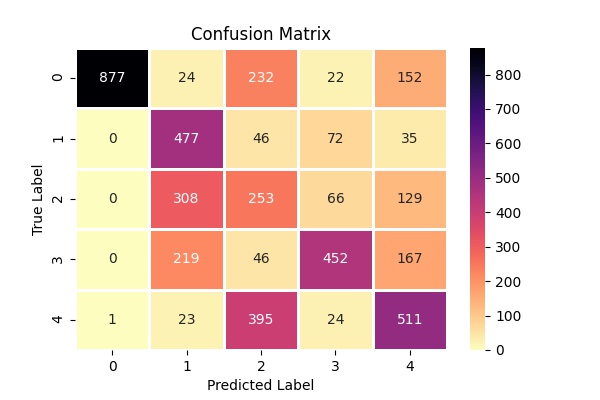 Confusion Matrix
0 877 24 232 22 152
1 0 477 46 72 35
2 0 308 253 66 129
3 0 219 46 452 167
4 1 23 395 24 511
0 1 2 3 4
True Label
Predicted Label
800
700
600
500
400
300
200
100
0